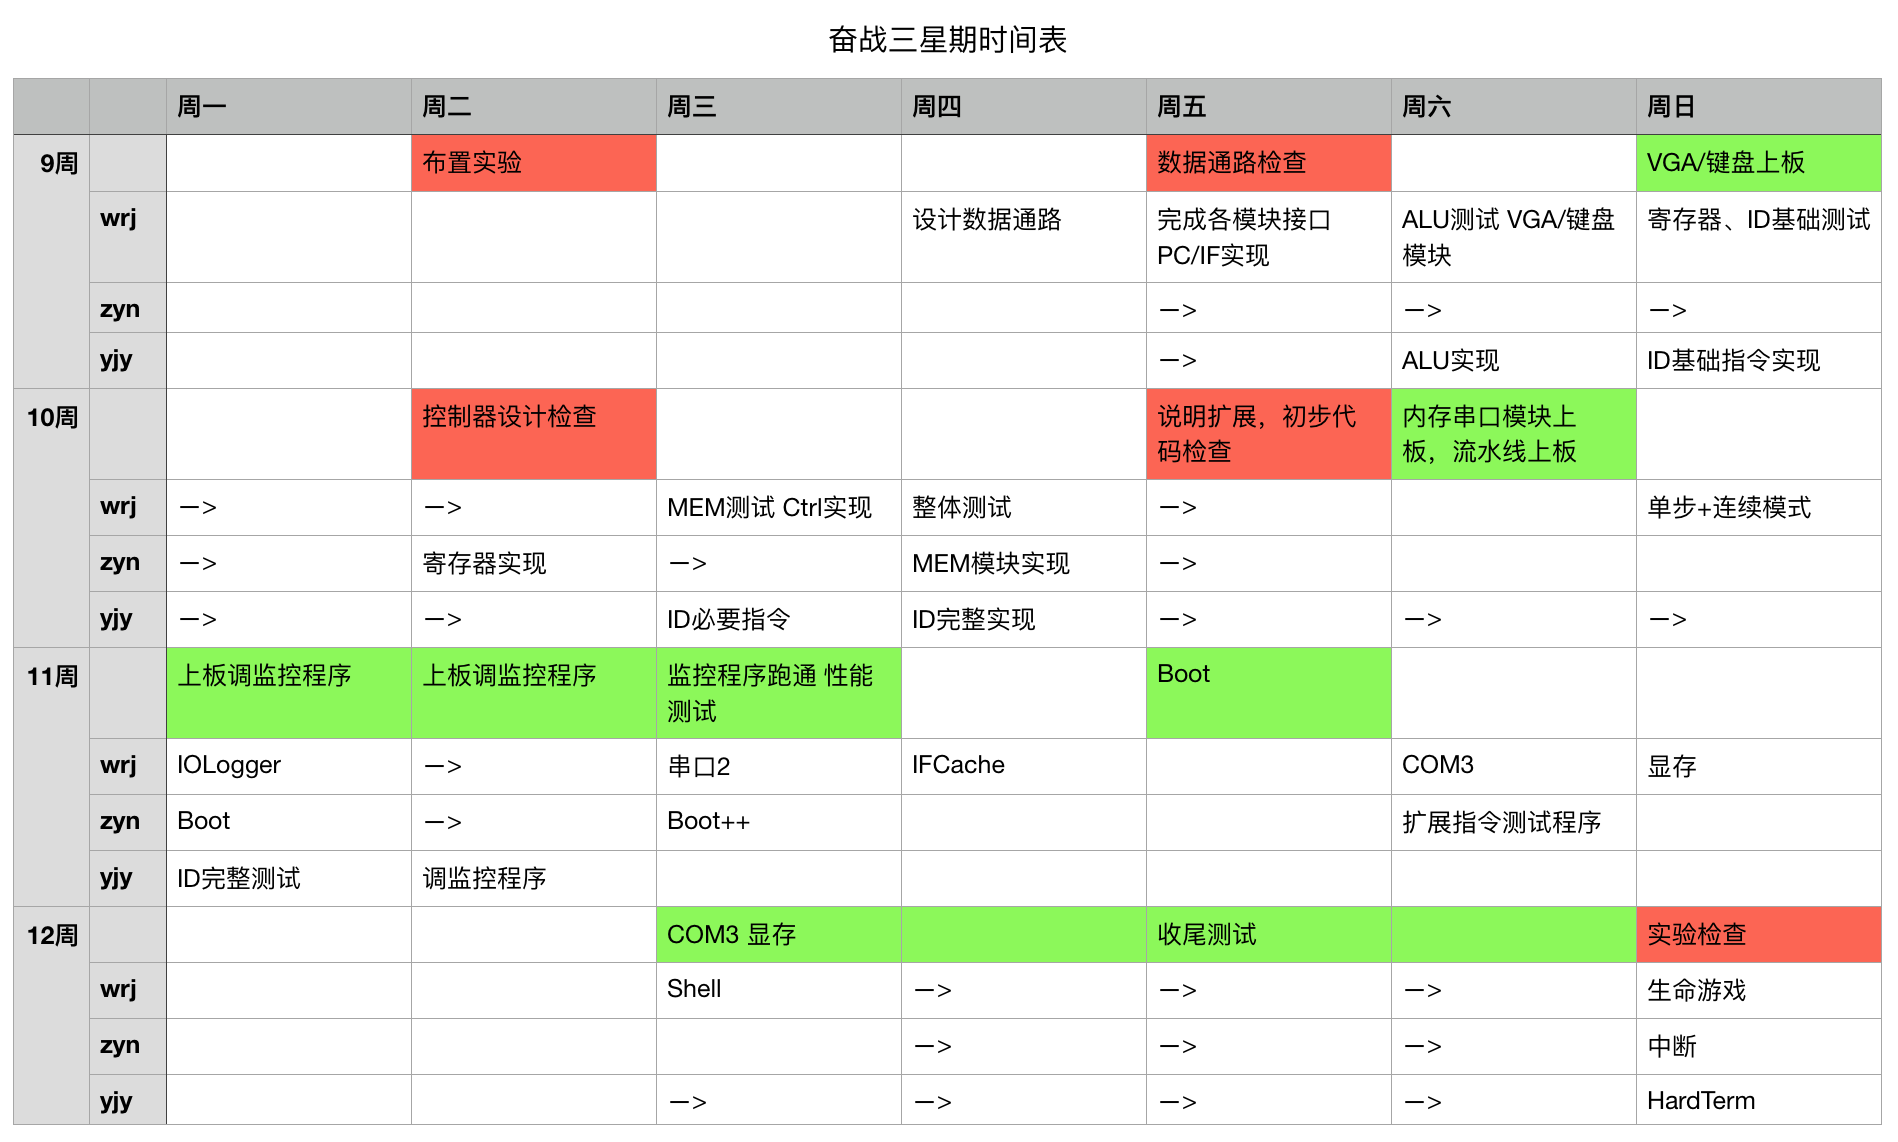 奋战三星期时间表
周一 周二 周三 周四 周五 周六 周日
9周 布置实验 数据通路检查 VGA/键盘上板
wrj 设计数据通路 完成各模块接口 ALU测试 VGA/键盘 寄存器、ID基础测试
PC/IF实现 模块
zyn —> —> —>
yjy —> ALU实现 ID基础指令实现
10周 控制器设计检查 说明扩展，初步代 内存串口模块上
码检查 板，流水线上板
wrj —> —> MEM测试 Ctrl实现 整体测试 —> 单步+连续模式
zyn —> 寄存器实现 —> MEM模块实现 —>
yjy —> —> ID必要指令 ID完整实现 —> —> —>
11周 上板调监控程序 上板调监控程序 监控程序跑通 性能 Boot
测试
wrj IOLogger —> 串口2 IFCache COM3 显存
zyn Boot —> Boot++ 扩展指令测试程序
yjy ID完整测试 调监控程序
12周 COM3 显存 收尾测试 实验检查
wrj Shell —> —> —> 生命游戏
zyn —> —> —> 中断
yjy —> —> —> —> HardTerm